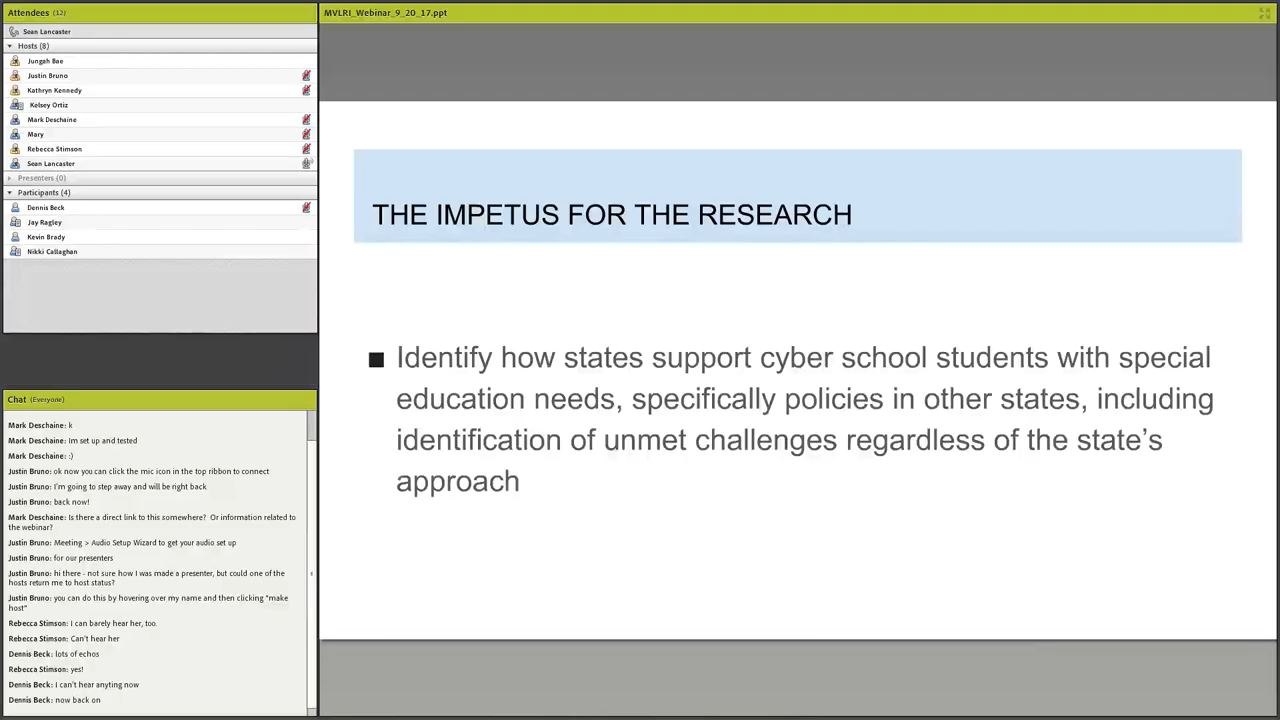 Attendees (12)
Sean Lancaster
Hosts (8)
Jungah Bae
Justin Bruno
Kathryn Kennedy
Kelsey Ortiz
Mark Deschaine
Mary
Rebecca Stimson
Sean Lancaster
Presenters (0)
Participants (4)
Dennis Beck
Jay Ragley
Kevin Brady
Nikki Callaghan
Chat (Everyone)
Mark Deschaine: k
Mark Deschaine: Im set up and tested
Mark Deschaine: :)
Justin Bruno: ok now you can click the mic icon in the top ribbon to connect
Justin Bruno: I'm going to step away and will be right back
Justin Bruno: back now!
Mark Deschaine: Is there a direct link to this somewhere? Or information related to
the webinar?
Justin Bruno: Meeting > Audio Setup Wizard to get your audio set up
Justin Bruno: for our presenters
Justin Bruno: hi there - not sure how I was made a presenter, but could one of the
hosts return me to host status?
Justin Bruno: you can do this by hovering over my name and then clicking "make
host"
Rebecca Stimson: I can barely hear her, too.
Rebecca Stimson: Can't hear her
Dennis Beck: lots of echos
Rebecca Stimson: yes!
Dennis Beck: I can't hear anyting now
Dennis Beck: now back on
MVLRI_Webinar_9_20_17.ppt
THE IMPETUS FOR THE RESEARCH
■ Identify how states support cyber school students with special
education needs, specifically policies in other states, including
identification of unmet challenges regardless of the state's
approach